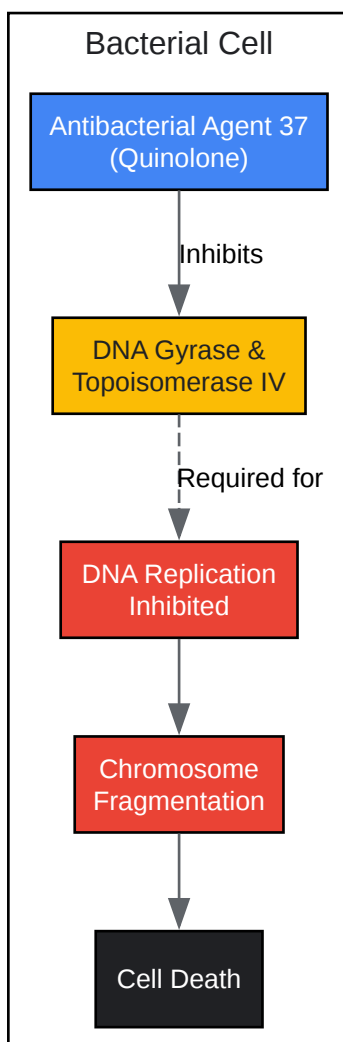 Bacterial Cell
Antibacterial Agent 37
(Quinolone)
Inhibits
DNA Gyrase &
Topoisomerase IV
Required for
DNA Replication
Inhibited
Chromosome
Fragmentation
Cell Death